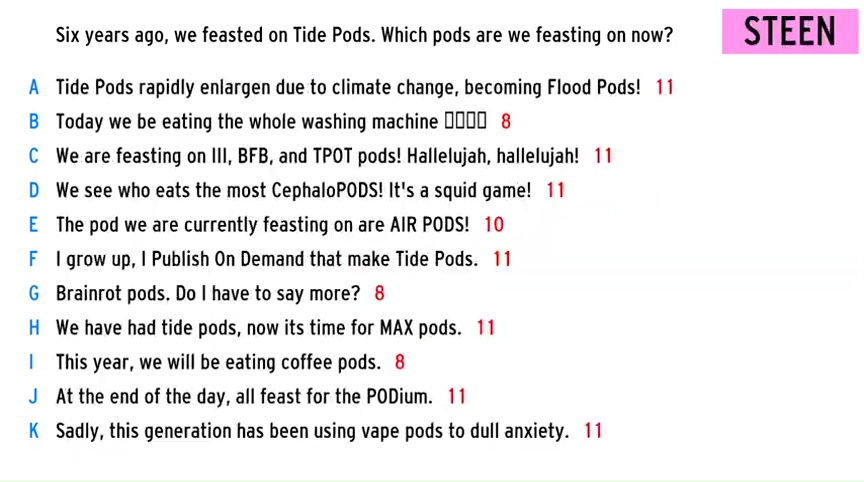 Six years ago, we feasted on Tide Pods. Which pods are we feasting on now?
STEEN
A Tide Pods rapidly enlargen due to climate change, becoming Flood Pods! 11
B Today we be eating the whole washing machine ▯▯▯▯ 8
C We are feasting on III, BFB, and TPOT pods! Hallelujah, hallelujah! 11
D We see who eats the most CephaloPODS! It's a squid game! 11
E The pod we are currently feasting on are AIR PODS! 10
F I grow up, I Publish On Demand that make Tide Pods. 11
G Brainrot pods. Do I have to say more? 8
H We have had tide pods, now its time for MAX pods. 11
I This year, we will be eating coffee pods. 8
J At the end of the day, all feast for the PODium. 11
K Sadly, this generation has been using vape pods to dull anxiety. 11